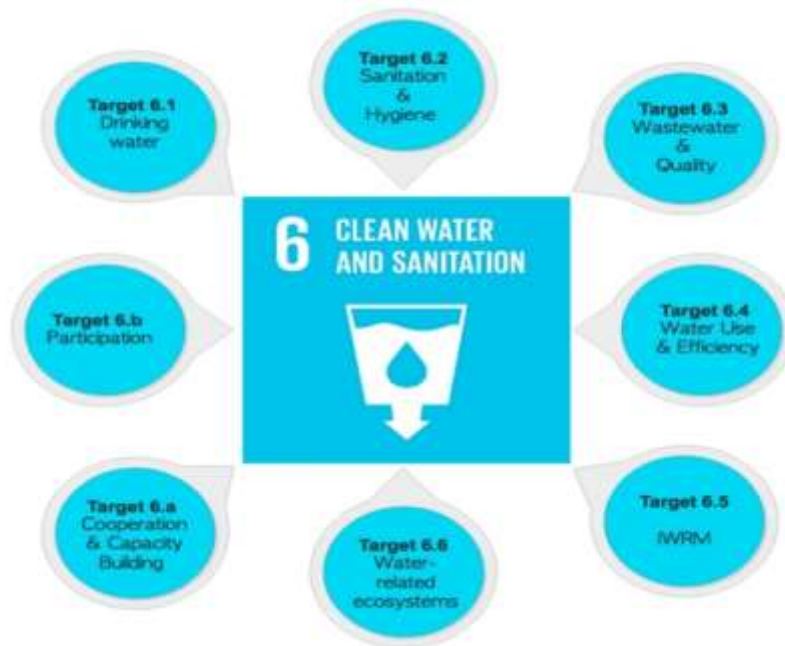 Target 6.1
Drinking
water
Target 6.2
Sanitation
&
Hygiene
Target 6.3
Wastewater
&
Quality
6 CLEAN WATER
AND SANITATION
Target 6.b
Participation
Target 6.4
Water Use
& Efficiency
Target 6.a
Cooperation
& Capacity
Building
Target 6.6
Water-
related
ecosystems
Target 6.5
IWRM